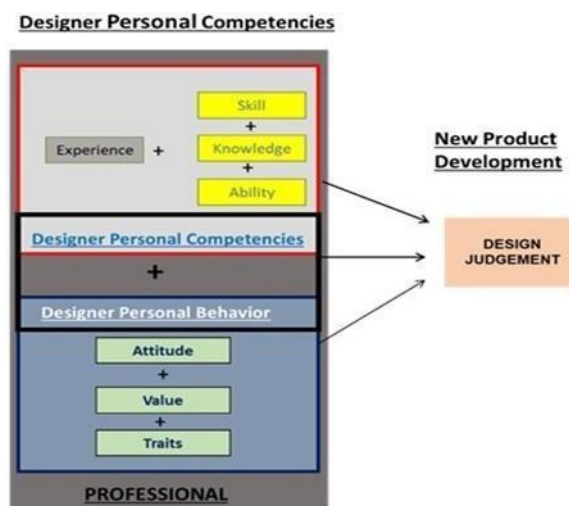 Designer Personal Competencies
Skill
+
Experience + Knowledge
+
Ability
New Product
Development
Designer Personal Competencies
+
DESIGN
JUDGEMENT
Designer Personal Behavior
Attitude
+
Value
+
Traits
PROFESSIONAL